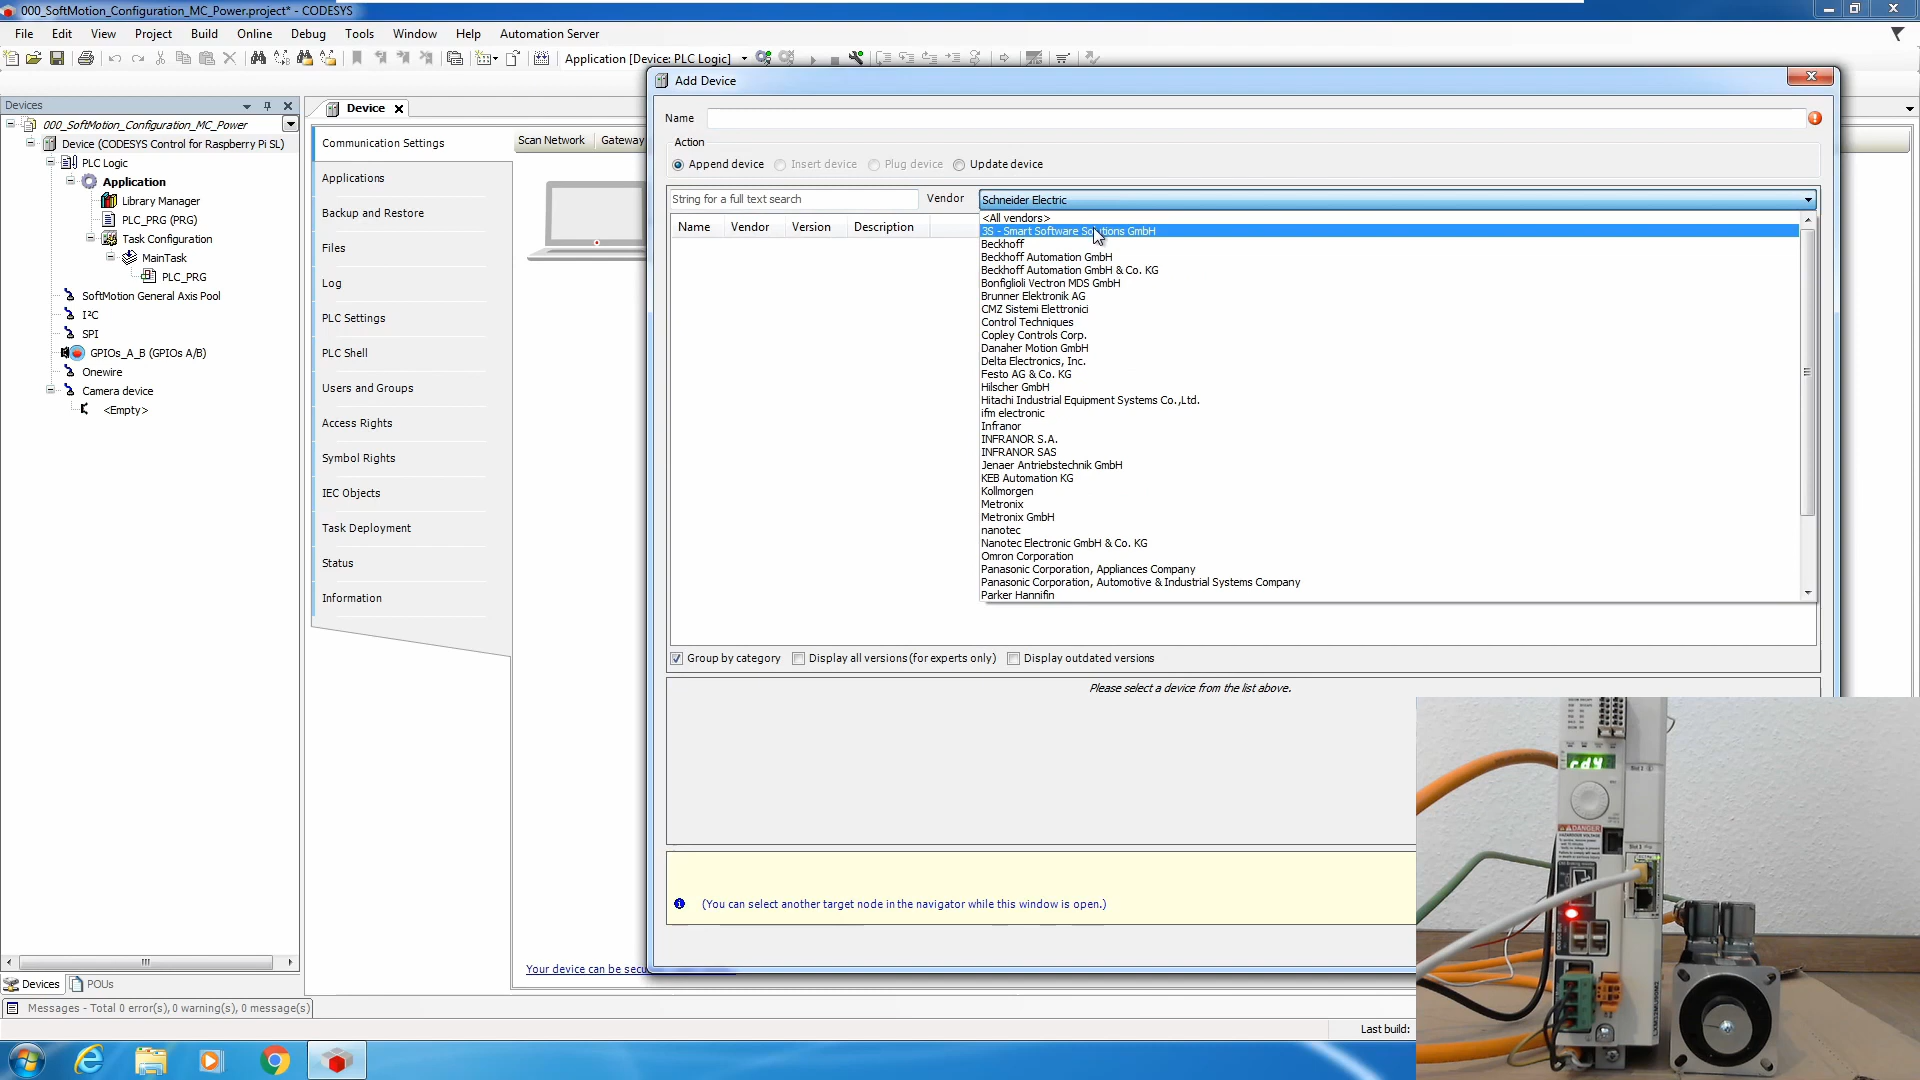 000_SoftMotion_Configuration_MC_Power.project* - CODESYS
File Edit View Project Build Online Debug Tools Window Help Automation Server
Application [Device: PLC Logic]
Devices
000_SoftMotion_Configuration_MC_Power
Device (CODESYS Control for Raspberry Pi SL)
PLC Logic
Application
Library Manager
PLC_PRG (PRG)
Task Configuration
MainTask
PLC_PRG
SoftMotion General Axis Pool
I²C
SPI
GPIOs_A_B (GPIOs A/B)
Onewire
Camera device
<Empty>
Devices POUs
Device
Communication Settings
Applications
Backup and Restore
Files
Log
PLC Settings
PLC Shell
Users and Groups
Access Rights
Symbol Rights
IEC Objects
Task Deployment
Status
Information
Scan Network Gateway
Your device can be secu
Add Device
Name
Action
Append device Insert device Plug device Update device
String for a full text search Vendor Schneider Electric
Name Vendor Version Description
<All vendors>
3S - Smart Software Solutions GmbH
Beckhoff
Beckhoff Automation GmbH
Beckhoff Automation GmbH & Co. KG
Bonfiglioli Vectron MDS GmbH
Brunner Elektronik AG
CMZ Sistemi Elettronici
Control Techniques
Copley Controls Corp.
Danaher Motion GmbH
Delta Electronics, Inc.
Festo AG & Co. KG
Hilscher GmbH
Hitachi Industrial Equipment Systems Co.,Ltd.
ifm electronic
Infranor
INFRANOR S.A.
INFRANOR SAS
Jenaer Antriebstechnik GmbH
KEB Automation KG
Kollmorgen
Metronix
Metronix GmbH
nanotec
Nanotec Electronic GmbH & Co. KG
Omron Corporation
Panasonic Corporation, Appliances Company
Panasonic Corporation, Automotive & Industrial Systems Company
Parker Hannifin
Group by category Display all versions (for experts only) Display outdated versions
Please select a device from the list above.
(You can select another target node in the navigator while this window is open.)
Messages - Total 0 error(s), 0 warning(s), 0 message(s)
Last build:
rdy
DANGER